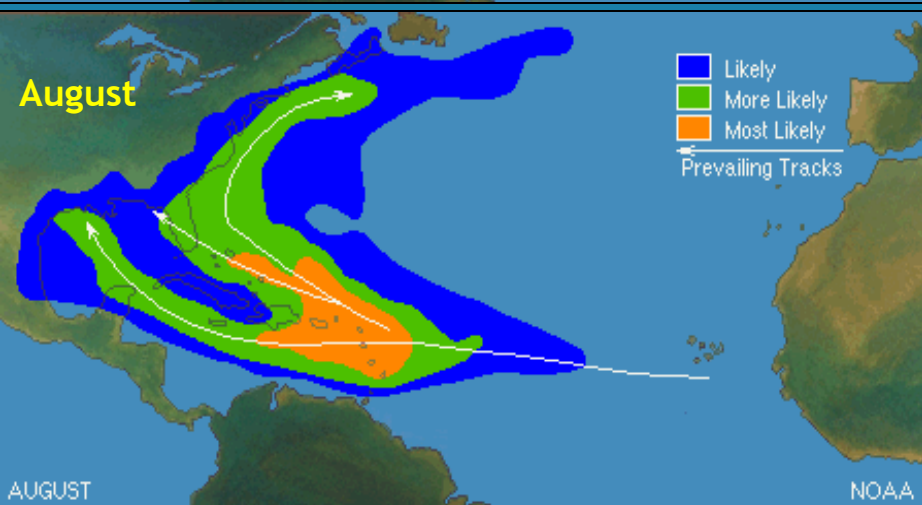 August
Likely
More Likely
Most Likely
Prevailing Tracks
AUGUST
NOAA